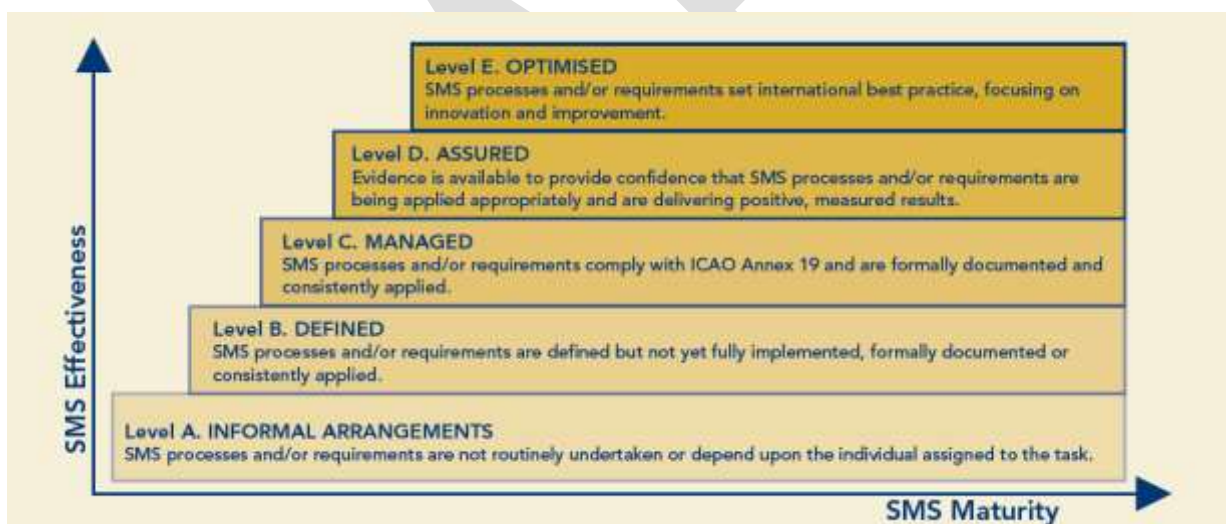 Level E. OPTIMISED
SMS processes and/or requirements set international best practice, focusing on
innovation and improvement.
Level D. ASSURED
Evidence is available to provide confidence that SMS processes and/or requirements are
being applied appropriately and are delivering positive, measured results.
Level C. MANAGED
SMS processes and/or requirements comply with ICAO Annex 19 and are formally documented and
consistently applied.
Level B. DEFINED
SMS processes and/or requirements are defined but not yet fully implemented, formally documented or
consistently applied.
Level A. INFORMAL ARRANGEMENTS
SMS processes and/or requirements are not routinely undertaken or depend upon the individual assigned to the task.
SMS Effectiveness
SMS Maturity